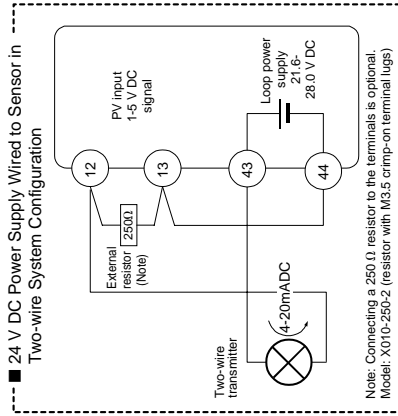 ■ 24 V DC Power Supply Wired to Sensor in
Two-wire System Configuration
PV input
1-5 V DC
signal
Loop power
supply
21.6-
28.0 V DC
12
13
43
44
250Ω
External
resistor
(Note)
4-20mADC
Two-wire
transmitter
Note: Connecting a 250 Ω resistor to the terminals is optional.
Model: X010-250-2 (resistor with M3.5 crimp-on terminal lugs)